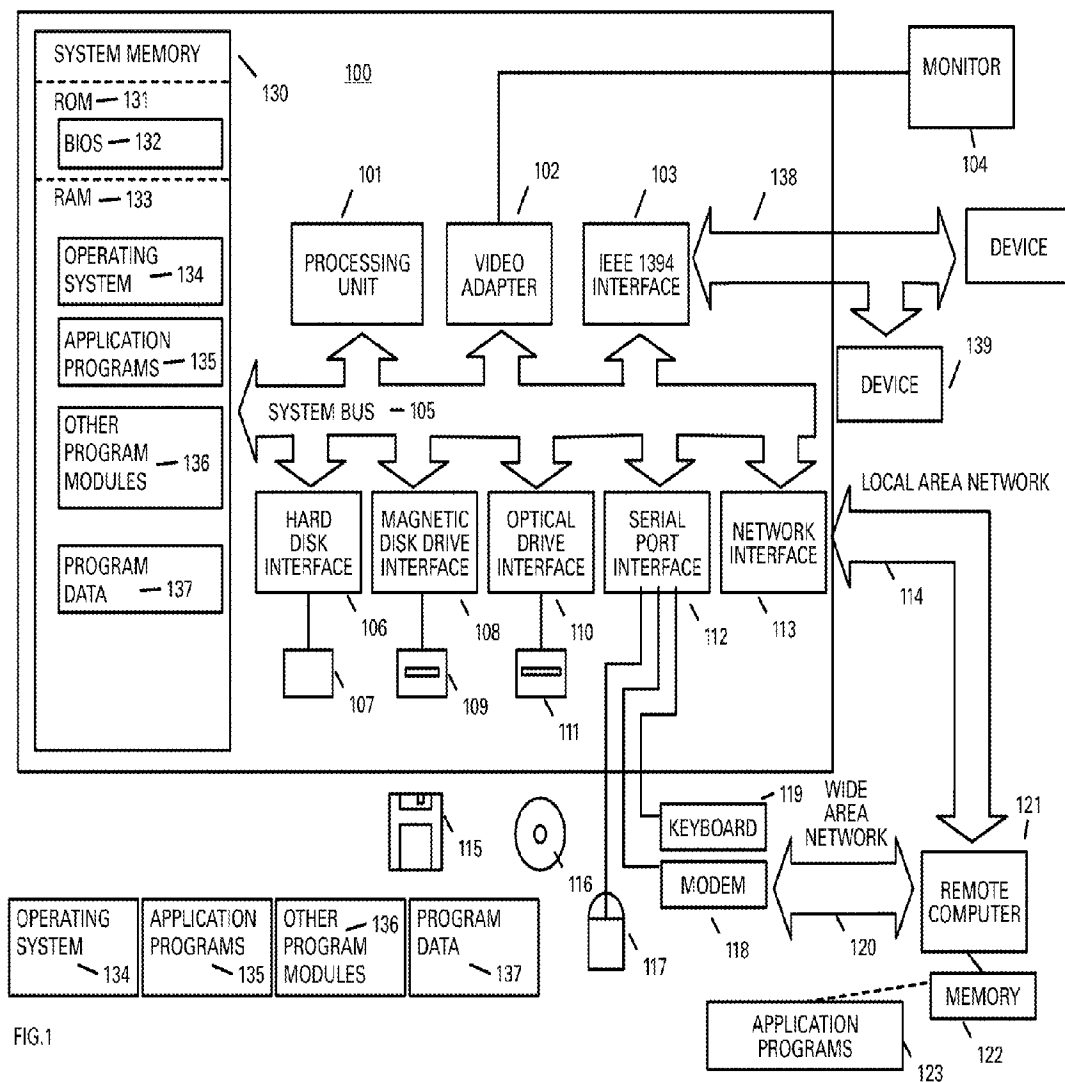 SYSTEM MEMORY
130
100
ROM 131
BIOS 132
RAM 133
OPERATING
SYSTEM 134
APPLICATION
PROGRAMS 135
OTHER
PROGRAM
MODULES 136
PROGRAM
DATA 137
MONITOR
104
101
PROCESSING
UNIT
102
VIDEO
ADAPTER
103
IEEE 1394
INTERFACE
138
DEVICE
DEVICE
139
SYSTEM BUS 105
HARD
DISK
INTERFACE
106
107
MAGNETIC
DISK DRIVE
INTERFACE
108
109
OPTICAL
DRIVE
INTERFACE
110
111
SERIAL
PORT
INTERFACE
112
NETWORK
INTERFACE
113
LOCAL AREA NETWORK
114
115
116
117
119
KEYBOARD
MODEM
118
WIDE
AREA
NETWORK
120
121
REMOTE
COMPUTER
MEMORY
122
APPLICATION
PROGRAMS
123
OPERATING
SYSTEM
134
APPLICATION
PROGRAMS
135
OTHER 136
PROGRAM
MODULES
PROGRAM
DATA
137
FIG.1